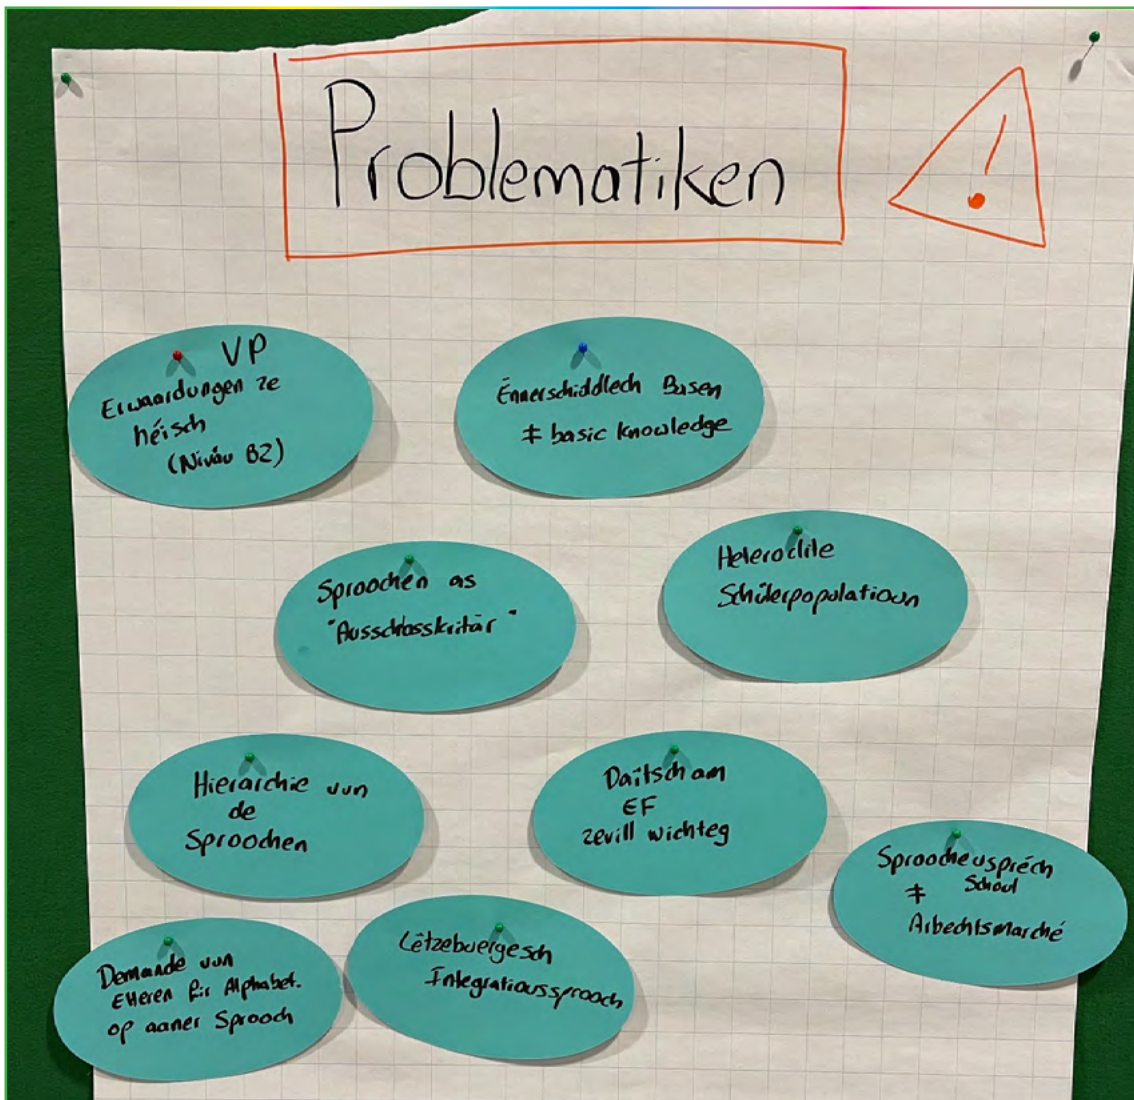 Problematiken
VP
Erwaardungen ze
héisch
(Nivåu B2)
Ënnerschiddlech Basen
≠ basic knowledge
Sproochen as
"Ausschlosskritär"
Heteroclite
Schülerpopulatioun
Hierarchie vun
de
Sproochen
Däitsch am
EF
zevill wichteg
Sproocheusprëch
≠ Schoul
Arbechtsmarché
Demande vun
Elteren fir Alphabet.
op aaner Sprooch
Lëtzebuergesch
Integratiounssprooch